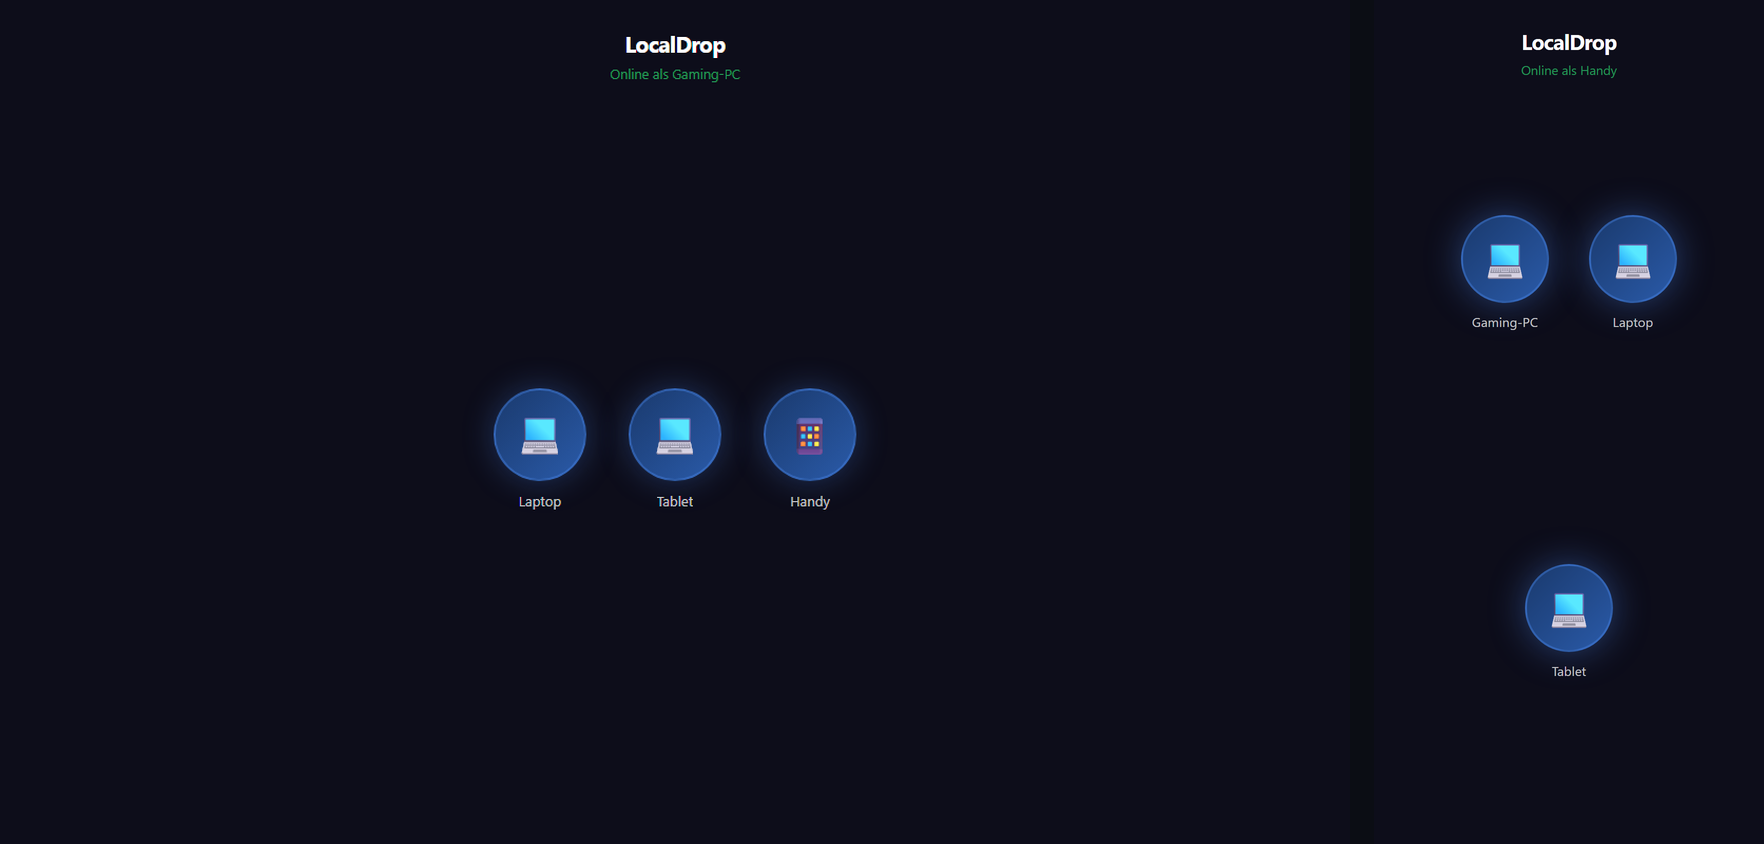 LocalDrop
Online als Gaming-PC
Laptop
Tablet
Handy
LocalDrop
Online als Handy
Gaming-PC
Laptop
Tablet